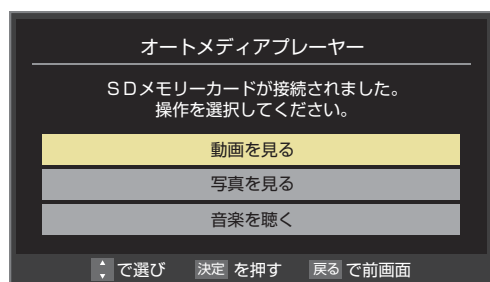 オートメディアプレーヤー
ＳＤメモリーカードが接続されました。
操作を選択してください。
動画を見る
写真を見る
音楽を聴く
で選び 決定 を押す 戻る で前画面